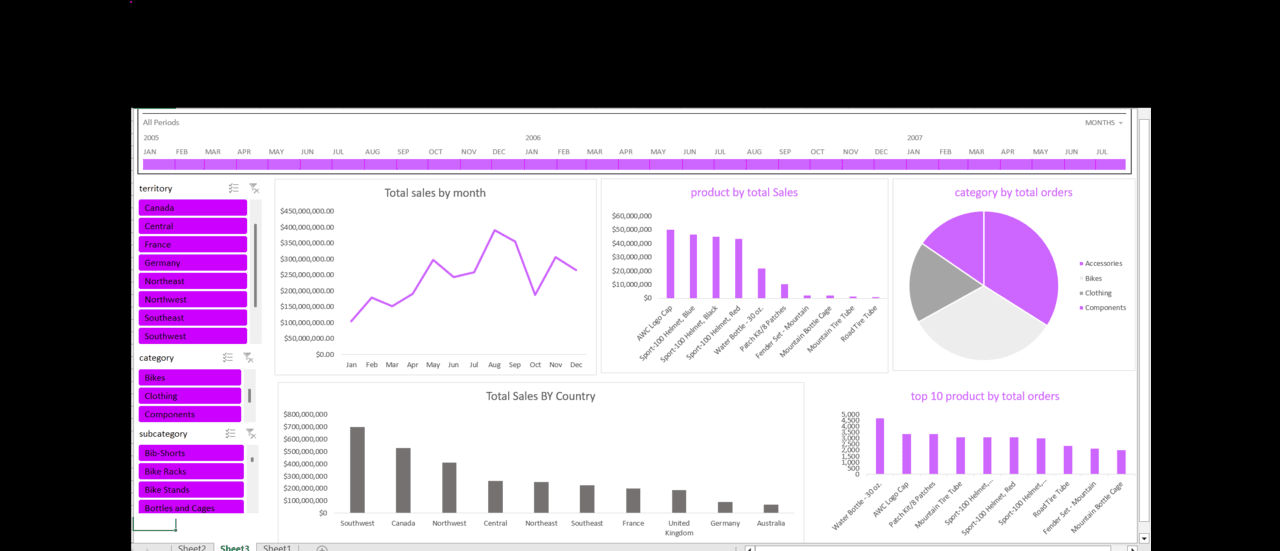 All Periods MONTHS
2005 2006 2007
JAN FEB MAR APR MAY JUN JUL AUG SEP OCT NOV DEC JAN FEB MAR APR MAY JUN JUL AUG SEP OCT NOV DEC JAN FEB MAR APR MAY JUN JUL
territory
Canada
Central
France
Germany
Northeast
Northwest
Southeast
Southwest
category
Bikes
Clothing
Components
subcategory
Bib-Shorts
Bike Racks
Bike Stands
Bottles and Cages
Total sales by month
$450,000,000.00
$400,000,000.00
$350,000,000.00
$300,000,000.00
$250,000,000.00
$200,000,000.00
$150,000,000.00
$100,000,000.00
$50,000,000.00
$0.00
Jan Feb Mar Apr May Jun Jul Aug Sep Oct Nov Dec
product by total Sales
$60,000,000
$50,000,000
$40,000,000
$30,000,000
$20,000,000
$10,000,000
$0
AWC Logo Cap
Sport-100 Helmet, Blue
Sport-100 Helmet, Black
Sport-100 Helmet, Red
Water Bottle - 30 oz.
Patch Kit/8 Patches
Fender Set - Mountain
Mountain Bottle Cage
Mountain Tire Tube
Road Tire Tube
category by total orders
Accessories
Bikes
Clothing
Components
Total Sales BY Country
$800,000,000
$700,000,000
$600,000,000
$500,000,000
$400,000,000
$300,000,000
$200,000,000
$100,000,000
$0
Southwest Canada Northwest Central Northeast Southeast France United Kingdom Germany Australia
top 10 product by total orders
5,000
4,500
4,000
3,500
3,000
2,500
2,000
1,500
1,000
500
0
Water Bottle - 30 oz.
AWC Logo Cap
Patch Kit/8 Patches
Mountain Tire Tube
Sport-100 Helmet,...
Sport-100 Helmet, Red
Sport-100 Helmet,...
Road Tire Tube
Fender Set - Mountain
Mountain Bottle Cage
Sheet2 Sheet3 Sheet1